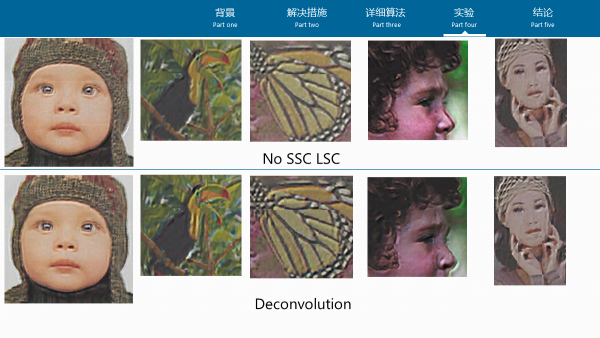 背景
Part one
解决措施
Part two
详细算法
Part three
实验
Part four
结论
Part five
No SSC LSC
Deconvolution